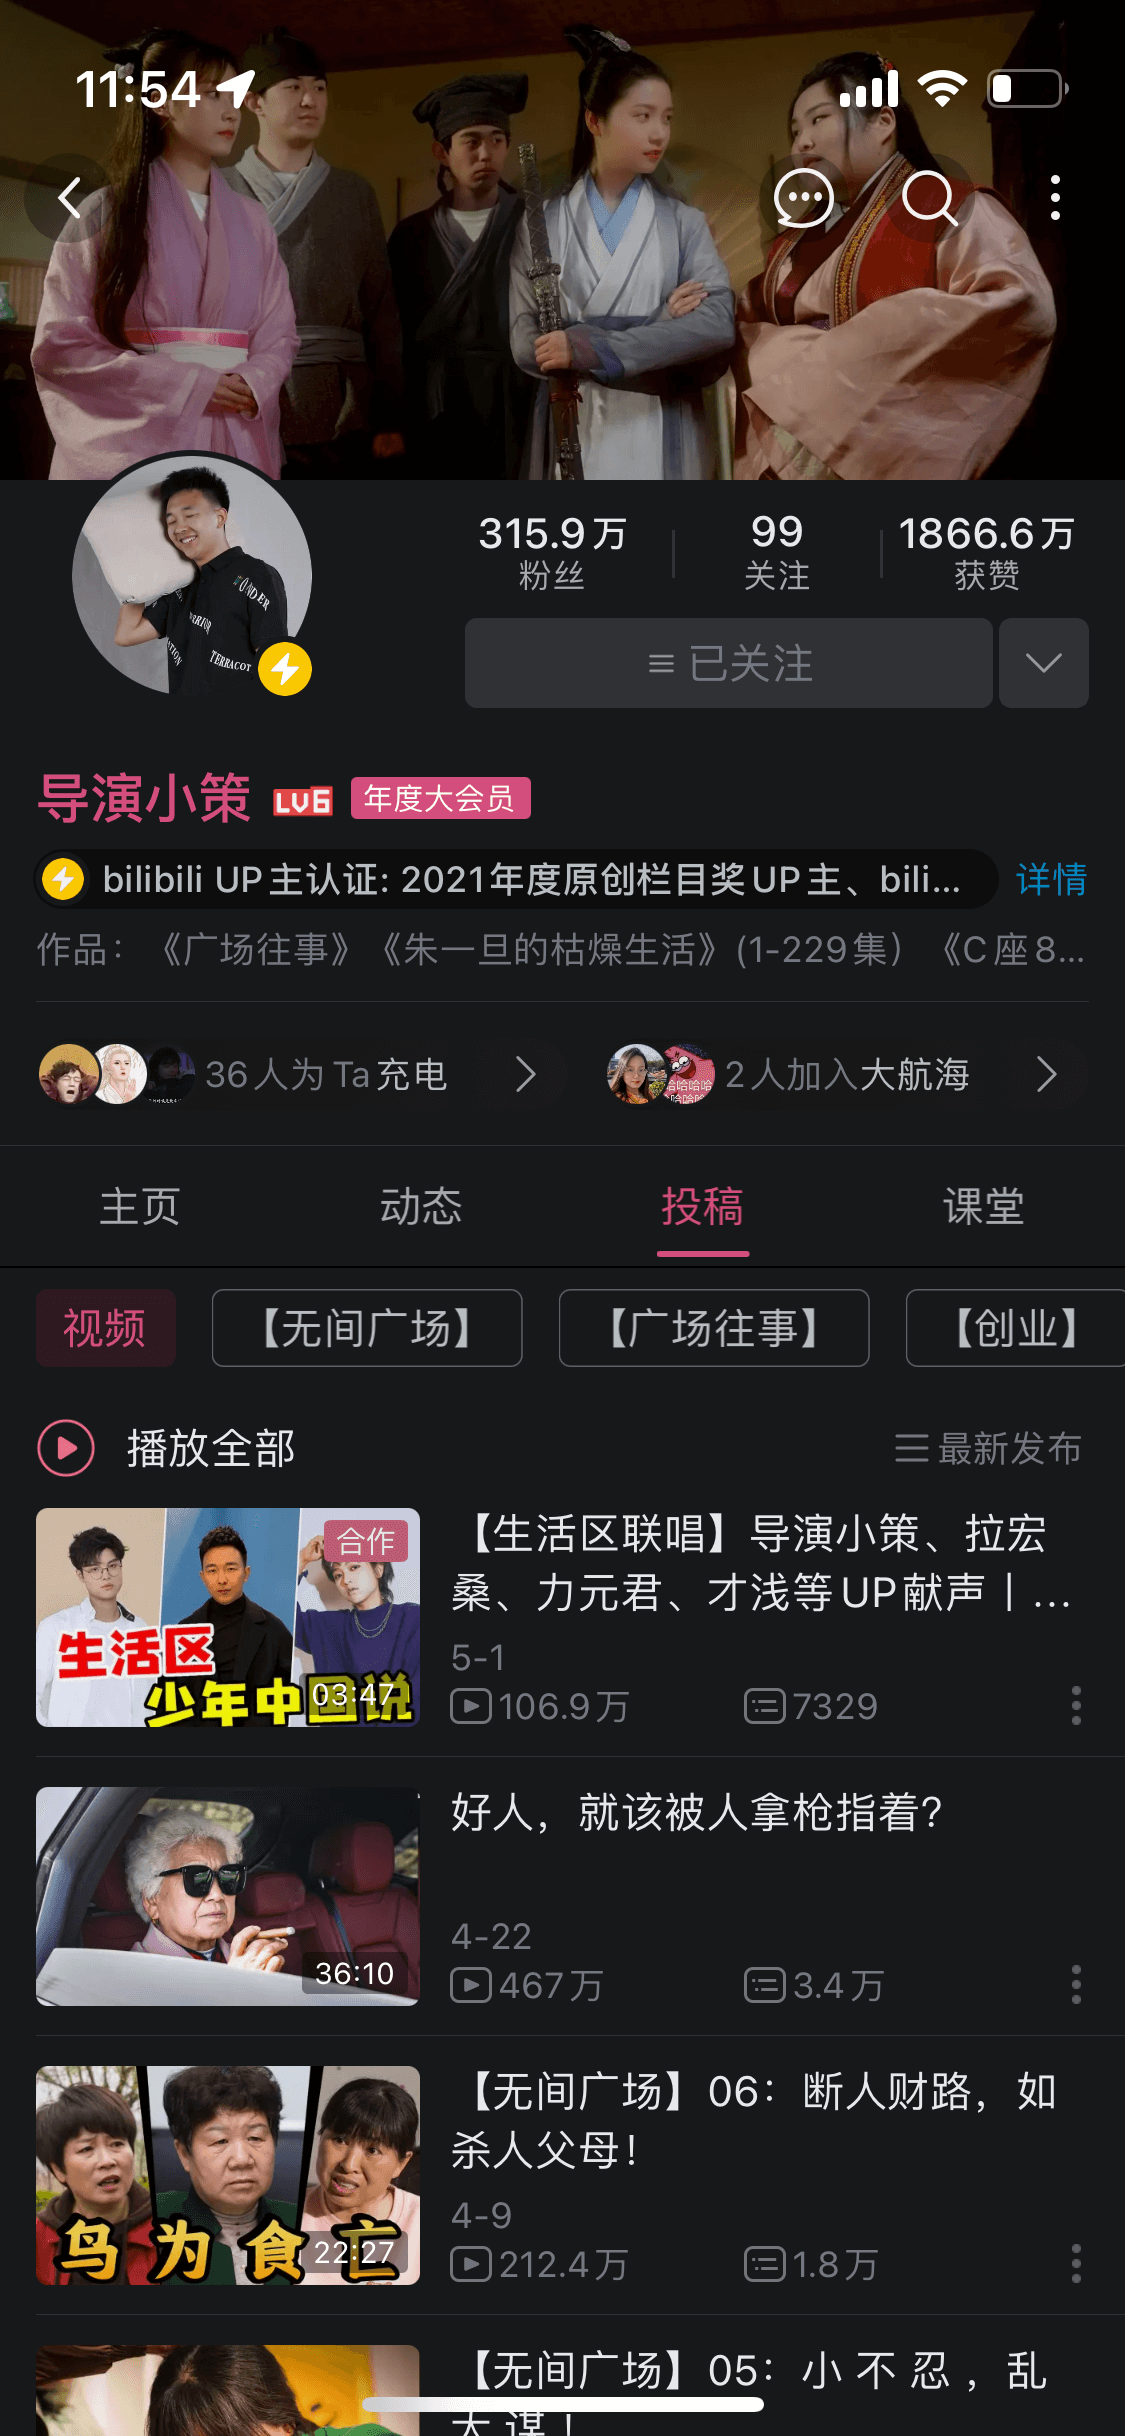 11:54
315.9万
99
1866.6万
粉丝
关注
获赞
已关注
导演小策
LV6
年度大会员
bilibili UP主认证: 2021年度原创栏目奖UP主、bili...
详情
作品：《广场往事》《朱一旦的枯燥生活》(1-229集）《C座8...
36人为Ta充电
2人加入大航海
主页
动态
投稿
课堂
视频
【无间广场】
【广场往事】
【创业】
播放全部
最新发布
合作
生活区
少年中国说
03:47
【生活区联唱】导演小策、拉宏
桑、力元君、才浅等UP献声丨...
5-1
106.9万
7329
36:10
好人，就该被人拿枪指着?
4-22
467万
3.4万
鸟为食亡
22:27
【无间广场】06：断人财路，如
杀人父母！
4-9
212.4万
1.8万
【无间广场】05：小 不 忍 ，乱
大 谋！